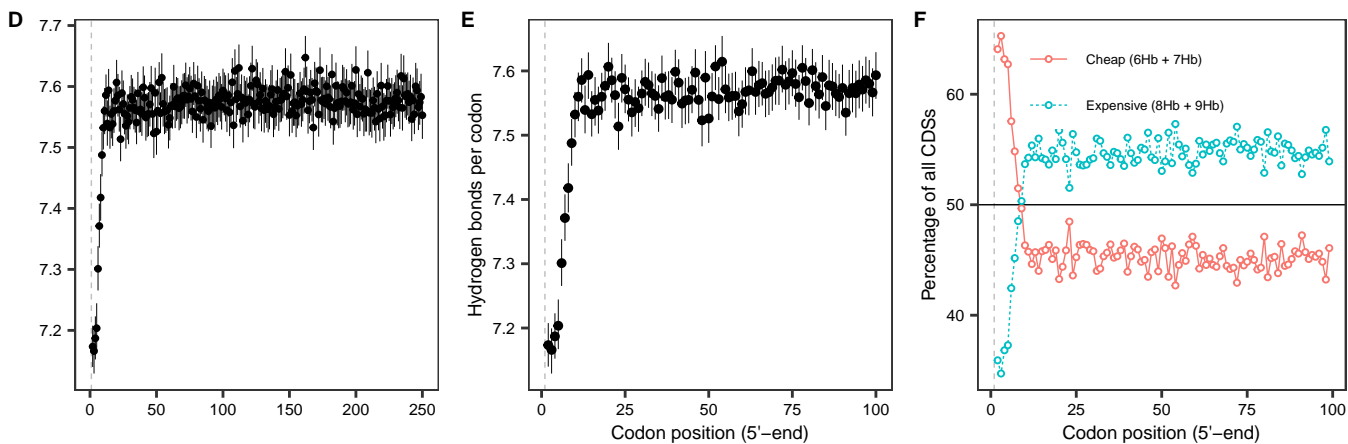 D
7.7
7.6
7.5
7.4
7.3
7.2
0 50 100 150 200 250
E
Hydrogen bonds per codon
7.6
7.5
7.4
7.3
7.2
0 25 50 75 100
Codon position (5'−end)
F
Percentage of all CDSs
60
50
40
Cheap (6Hb + 7Hb)
Expensive (8Hb + 9Hb)
0 25 50 75 100
Codon position (5'−end)